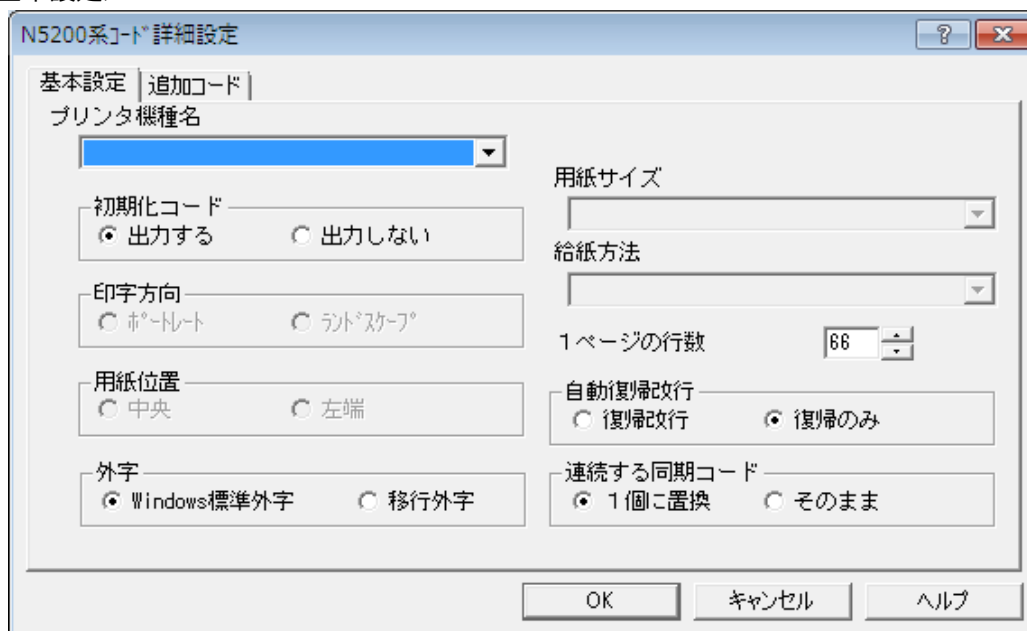 N5200系ｺｰﾄﾞ詳細設定
基本設定 追加コード
プリンタ機種名
用紙サイズ
初期化コード
出力する 出力しない
給紙方法
印字方向
ﾎﾟｰﾄﾚｰﾄ ﾗﾝﾄﾞｽｹｰﾌﾟ
１ページの行数 66
用紙位置
中央 左端
自動復帰改行
復帰改行 復帰のみ
外字
Windows標準外字 移行外字
連続する同期コード
１個に置換 そのまま
OK キャンセル ヘルプ